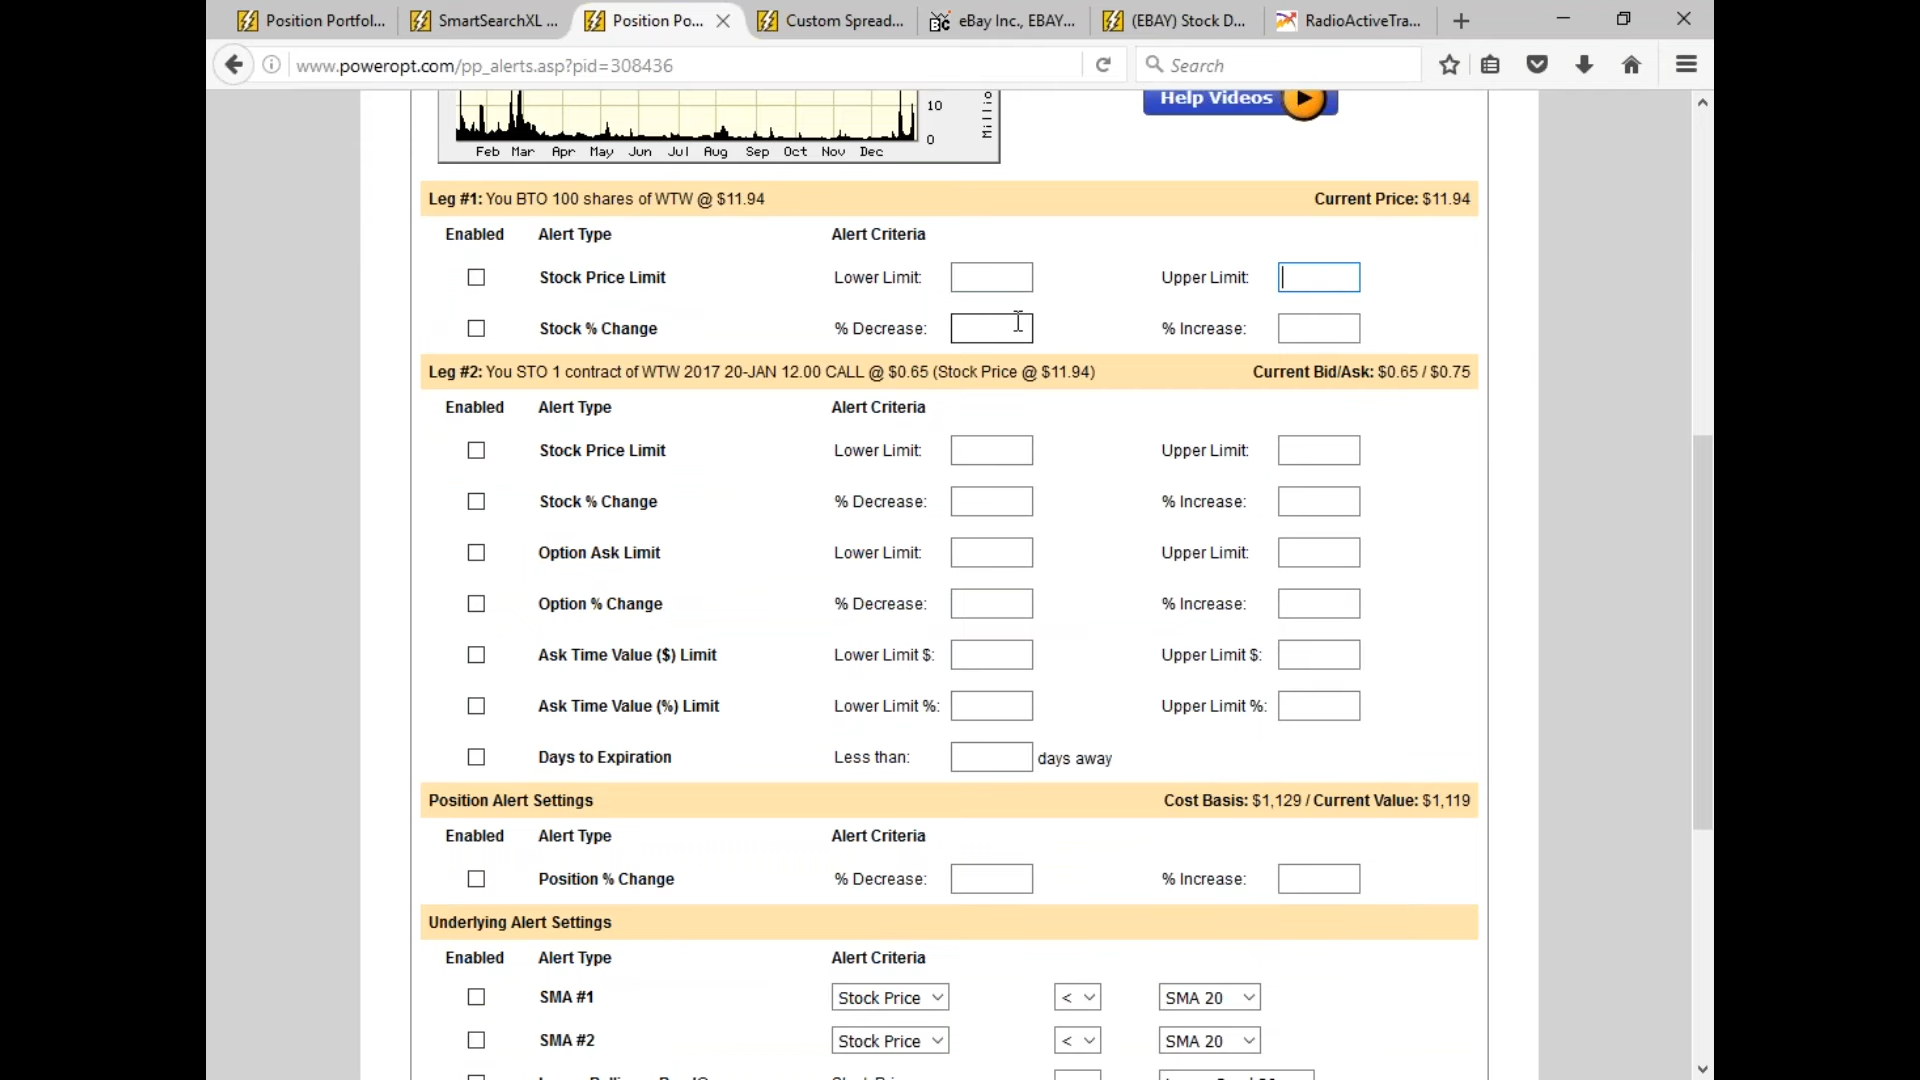 Position Portfol...
SmartSearchXL ...
Position Po...
Custom Spread...
eBay Inc., EBAY...
(EBAY) Stock D...
RadioActiveTra...
www.poweropt.com/pp_alerts.asp?pid=308436
Search
10
0
Feb Mar Apr May Jun Jul Aug Sep Oct Nov Dec
Help Videos
Leg #1: You BTO 100 shares of WTW @ $11.94 Current Price: $11.94
Enabled Alert Type Alert Criteria
Stock Price Limit Lower Limit: Upper Limit:
Stock % Change % Decrease: % Increase:
Leg #2: You STO 1 contract of WTW 2017 20-JAN 12.00 CALL @ $0.65 (Stock Price @ $11.94) Current Bid/Ask: $0.65 / $0.75
Enabled Alert Type Alert Criteria
Stock Price Limit Lower Limit: Upper Limit:
Stock % Change % Decrease: % Increase:
Option Ask Limit Lower Limit: Upper Limit:
Option % Change % Decrease: % Increase:
Ask Time Value ($) Limit Lower Limit $: Upper Limit $:
Ask Time Value (%) Limit Lower Limit %: Upper Limit %:
Days to Expiration Less than: days away
Position Alert Settings Cost Basis: $1,129 / Current Value: $1,119
Enabled Alert Type Alert Criteria
Position % Change % Decrease: % Increase:
Underlying Alert Settings
Enabled Alert Type Alert Criteria
SMA #1 Stock Price < SMA 20
SMA #2 Stock Price < SMA 20